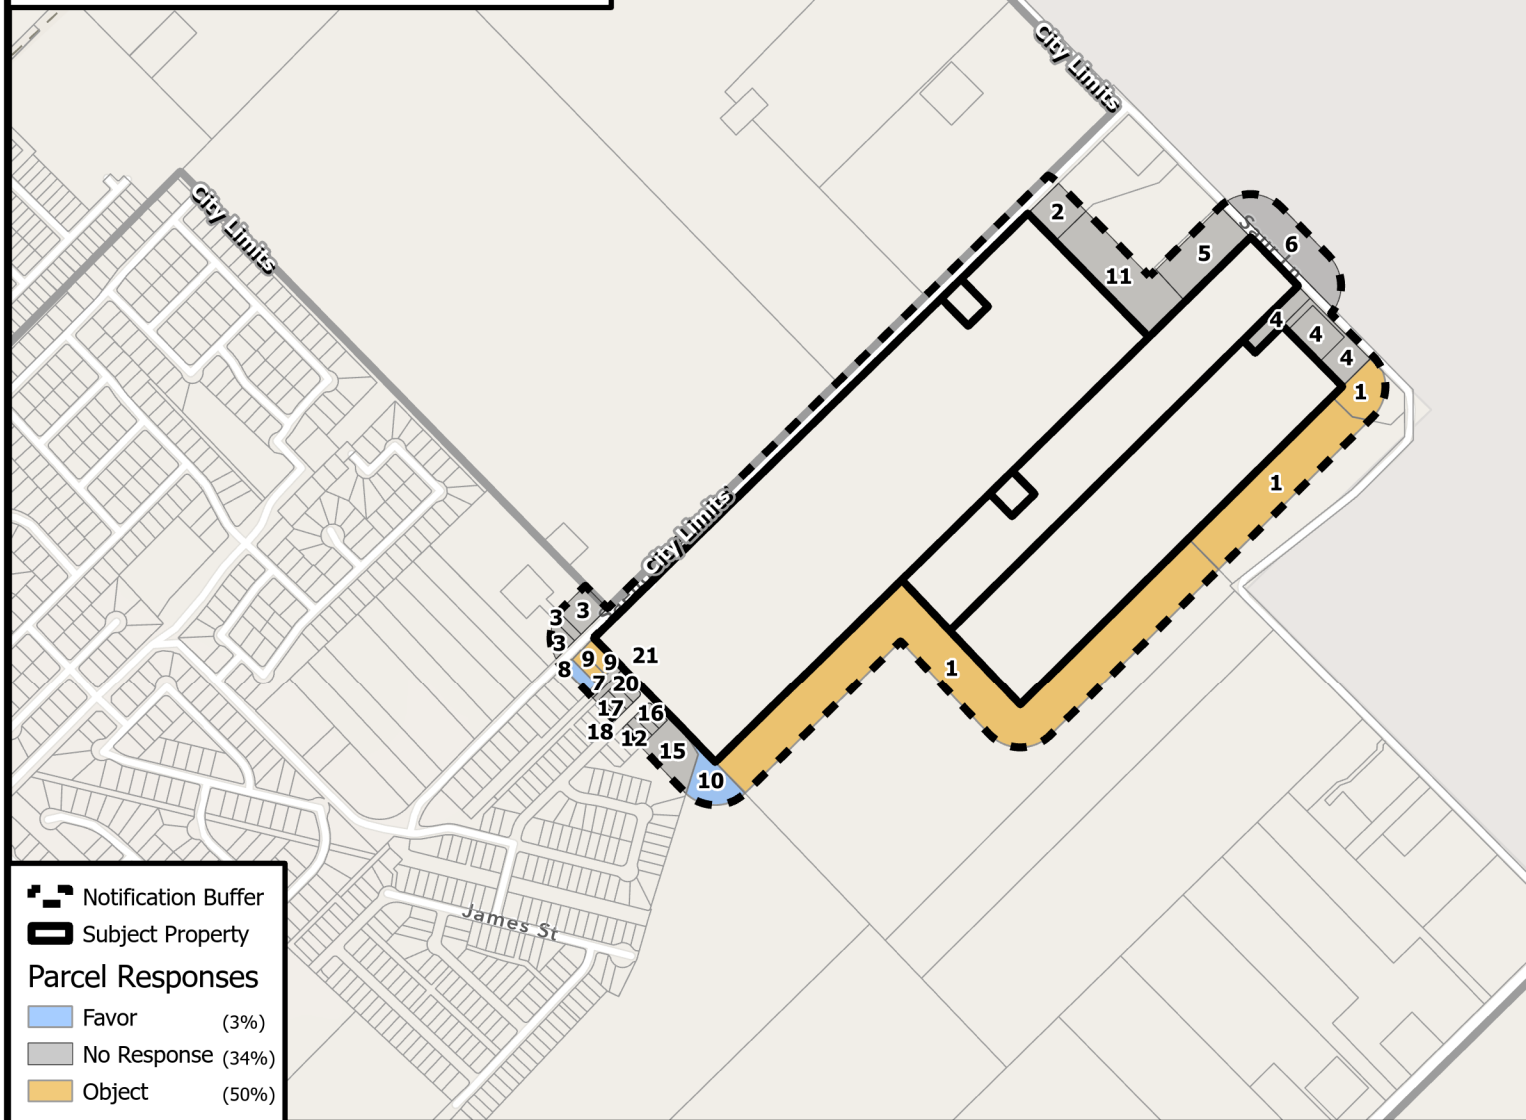 City Limits
City Limits
2
6
5
11
4
4
4
1
1
City Limits
3
3
3
21
9
9
8
1
7
20
17
16
18
12
15
10
James St
Notification Buffer
Subject Property
Parcel Responses
Favor (3%)
No Response (34%)
Object (50%)